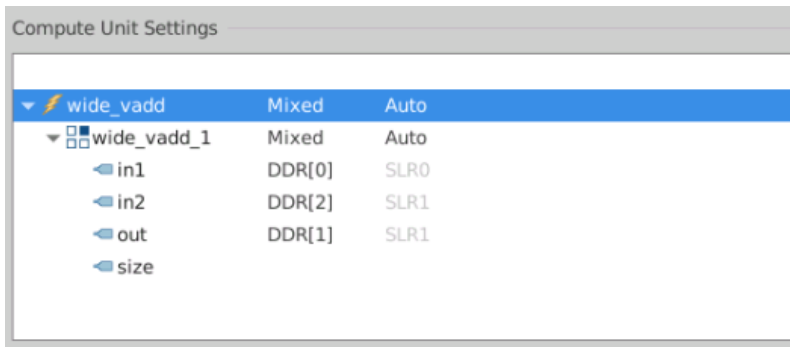 Compute Unit Settings
wide_vadd Mixed Auto
wide_vadd_1 Mixed Auto
in1 DDR[0] SLR0
in2 DDR[2] SLR1
out DDR[1] SLR1
size